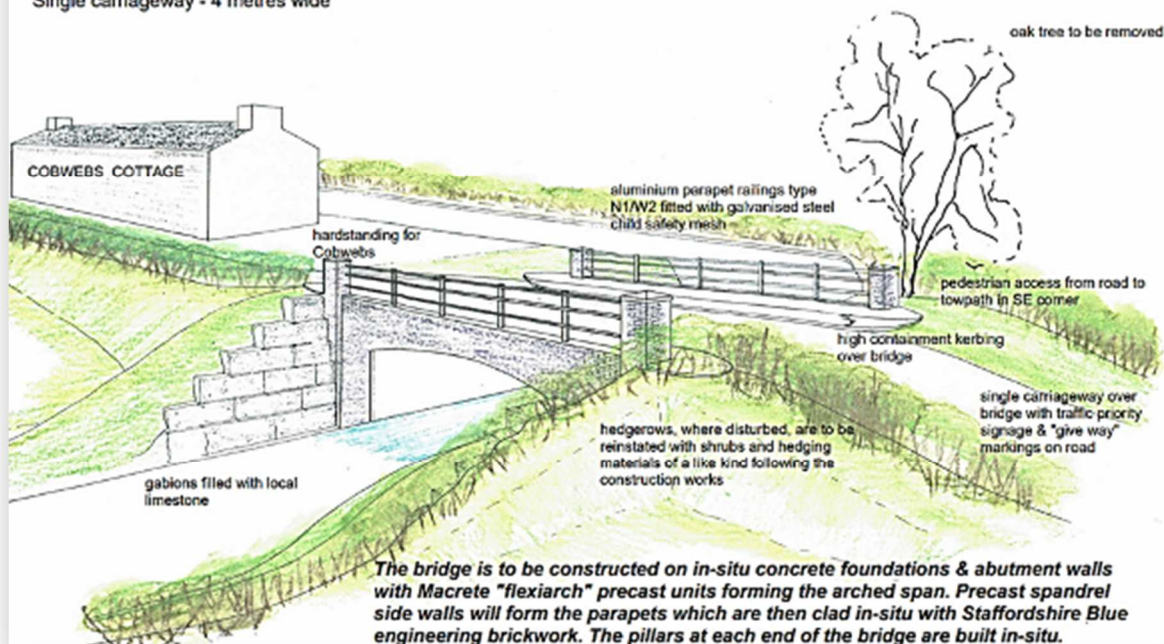 Single carriageway - 4 metres wide
oak tree to be removed
COBWEBS COTTAGE
aluminium parapet railings type
N1/W2 fitted with galvanised steel
child safety mesh
hardstanding for
Cobwebs
pedestrian access from road to
towpath in SE corner
high containment kerbing
over bridge
single carriageway over
bridge with traffic priority
signage & "give way"
markings on road
hedgerows, where disturbed, are to be
reinstated with shrubs and hedging
materials of a like kind following the
construction works
gabions filled with local
limestone
The bridge is to be constructed on in-situ concrete foundations & abutment walls
with Macrete "flexiarch" precast units forming the arched span. Precast spandrel
side walls will form the parapets which are then clad in-situ with Staffordshire Blue
engineering brickwork. The pillars at each end of the bridge are built in-situ.